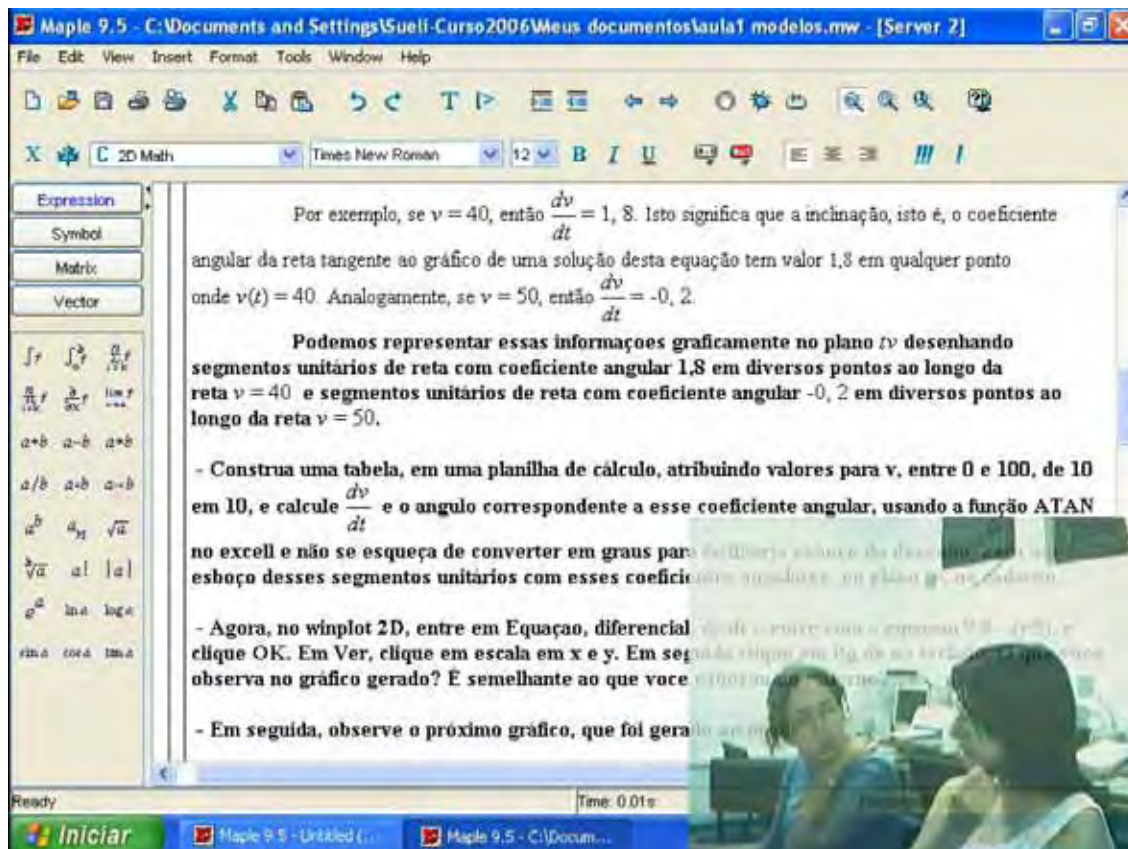 Maple 9.5 - C:\Documents and Settings\Sueli-Curso2006\Meus documentos\aula1 modelos.mw - [Server 2]
File Edit View Insert Format Tools Window Help
C 2D Math Times New Roman 12 B I U
Expression
Symbol
Matrix
Vector
Por exemplo, se v = 40, então dv/dt = 1, 8. Isto significa que a inclinação, isto é, o coeficiente
angular da reta tangente ao gráfico de uma solução desta equação tem valor 1,8 em qualquer ponto
onde v(t) = 40. Analogamente, se v = 50, então dv/dt = -0, 2.
Podemos representar essas informaçoes graficamente no plano tv desenhando
segmentos unitários de reta com coeficiente angular 1,8 em diversos pontos ao longo da
reta v = 40 e segmentos unitários de reta com coeficiente angular -0, 2 em diversos pontos ao
longo da reta v = 50.
- Construa uma tabela, em uma planilha de cálculo, atribuindo valores para v, entre 0 e 100, de 10
em 10, e calcule dv/dt e o angulo correspondente a esse coeficiente angular, usando a função ATAN
no excell e não se esqueça de converter em graus para
esboço desses segmentos unitários com esses
- Agora, no winplot 2D, entre em Equaçao, diferencial,
clique OK. Em Ver, clique em escala em x e y. Em seguida clique em
observa no gráfico gerado? É semelhante ao que voce
- Em seguida, observe o próximo gráfico, que foi gerado
Ready
Time: 0.01s
Iniciar
Maple 9.5 - Untitled (...
Maple 9.5 - C:\Docum...